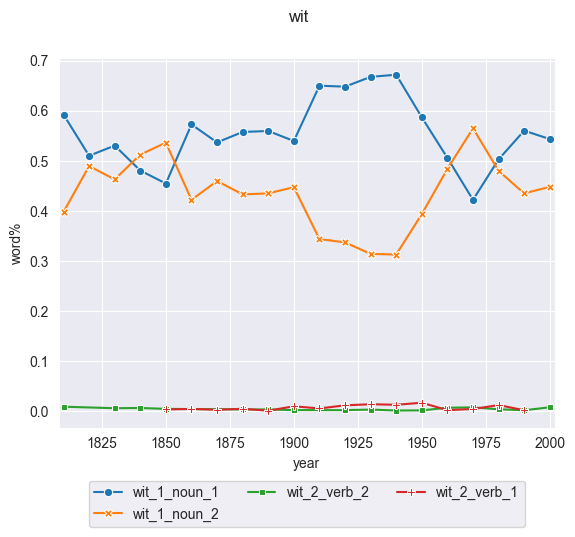 wit
0.7
0.6
0.5
0.4
0.3
0.2
0.1
0.0
word%
1825 1850 1875 1900 1925 1950 1975 2000
year
wit_1_noun_1 wit_2_verb_2 wit_2_verb_1
wit_1_noun_2